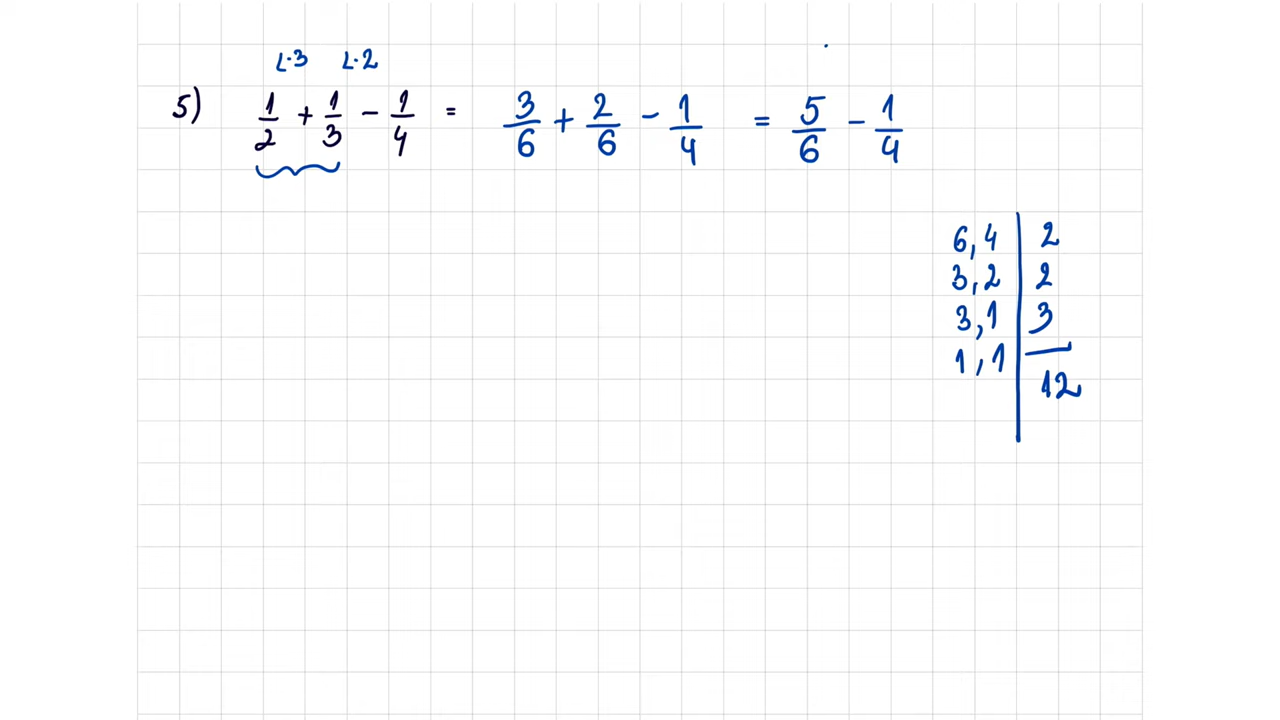 ∠·3 ∠·2
5) 1/2 + 1/3 - 1/4 = 3/6 + 2/6 - 1/4 = 5/6 - 1/4
6, 4 | 2
3, 2 | 2
3, 1 | 3
1, 1 | 12